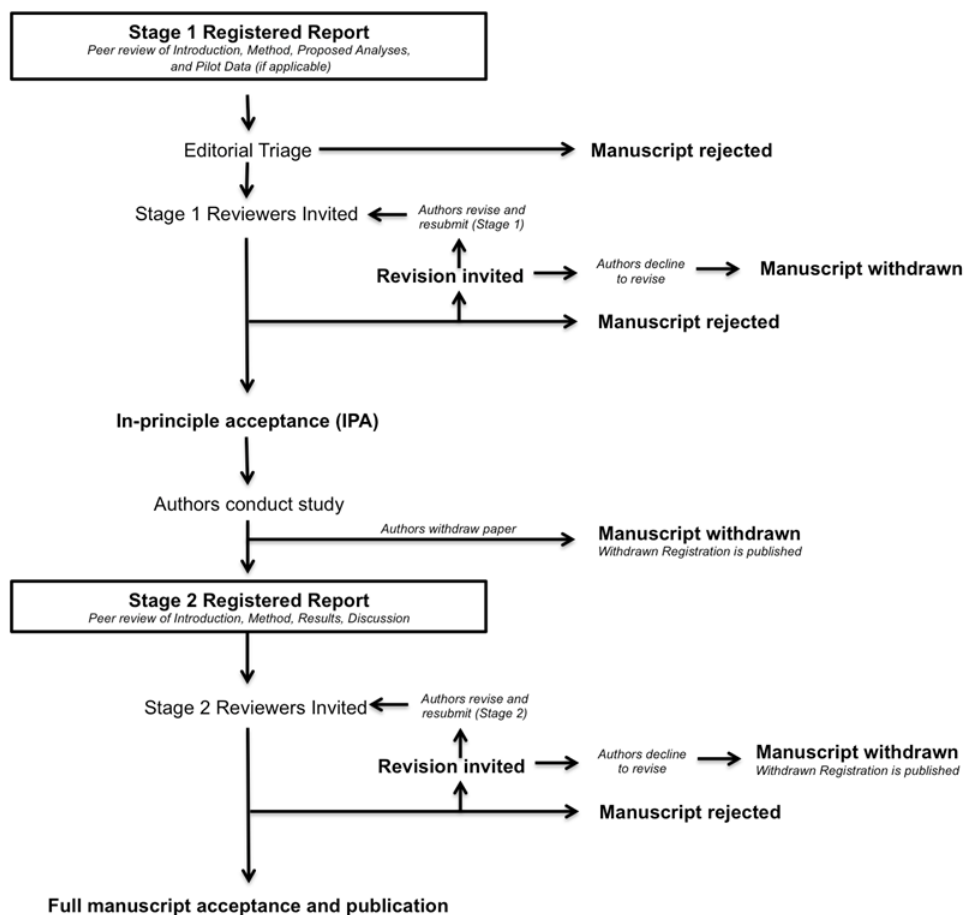 Stage 1 Registered Report
Peer review of Introduction, Method, Proposed Analyses,
and Pilot Data (if applicable)
Editorial Triage
Manuscript rejected
Stage 1 Reviewers Invited
Authors revise and
resubmit (Stage 1)
Revision invited
Authors decline
to revise
Manuscript withdrawn
Manuscript rejected
In-principle acceptance (IPA)
Authors conduct study
Authors withdraw paper
Manuscript withdrawn
Withdrawn Registration is published
Stage 2 Registered Report
Peer review of Introduction, Method, Results, Discussion
Stage 2 Reviewers Invited
Authors revise and
resubmit (Stage 2)
Revision invited
Authors decline
to revise
Manuscript withdrawn
Withdrawn Registration is published
Manuscript rejected
Full manuscript acceptance and publication